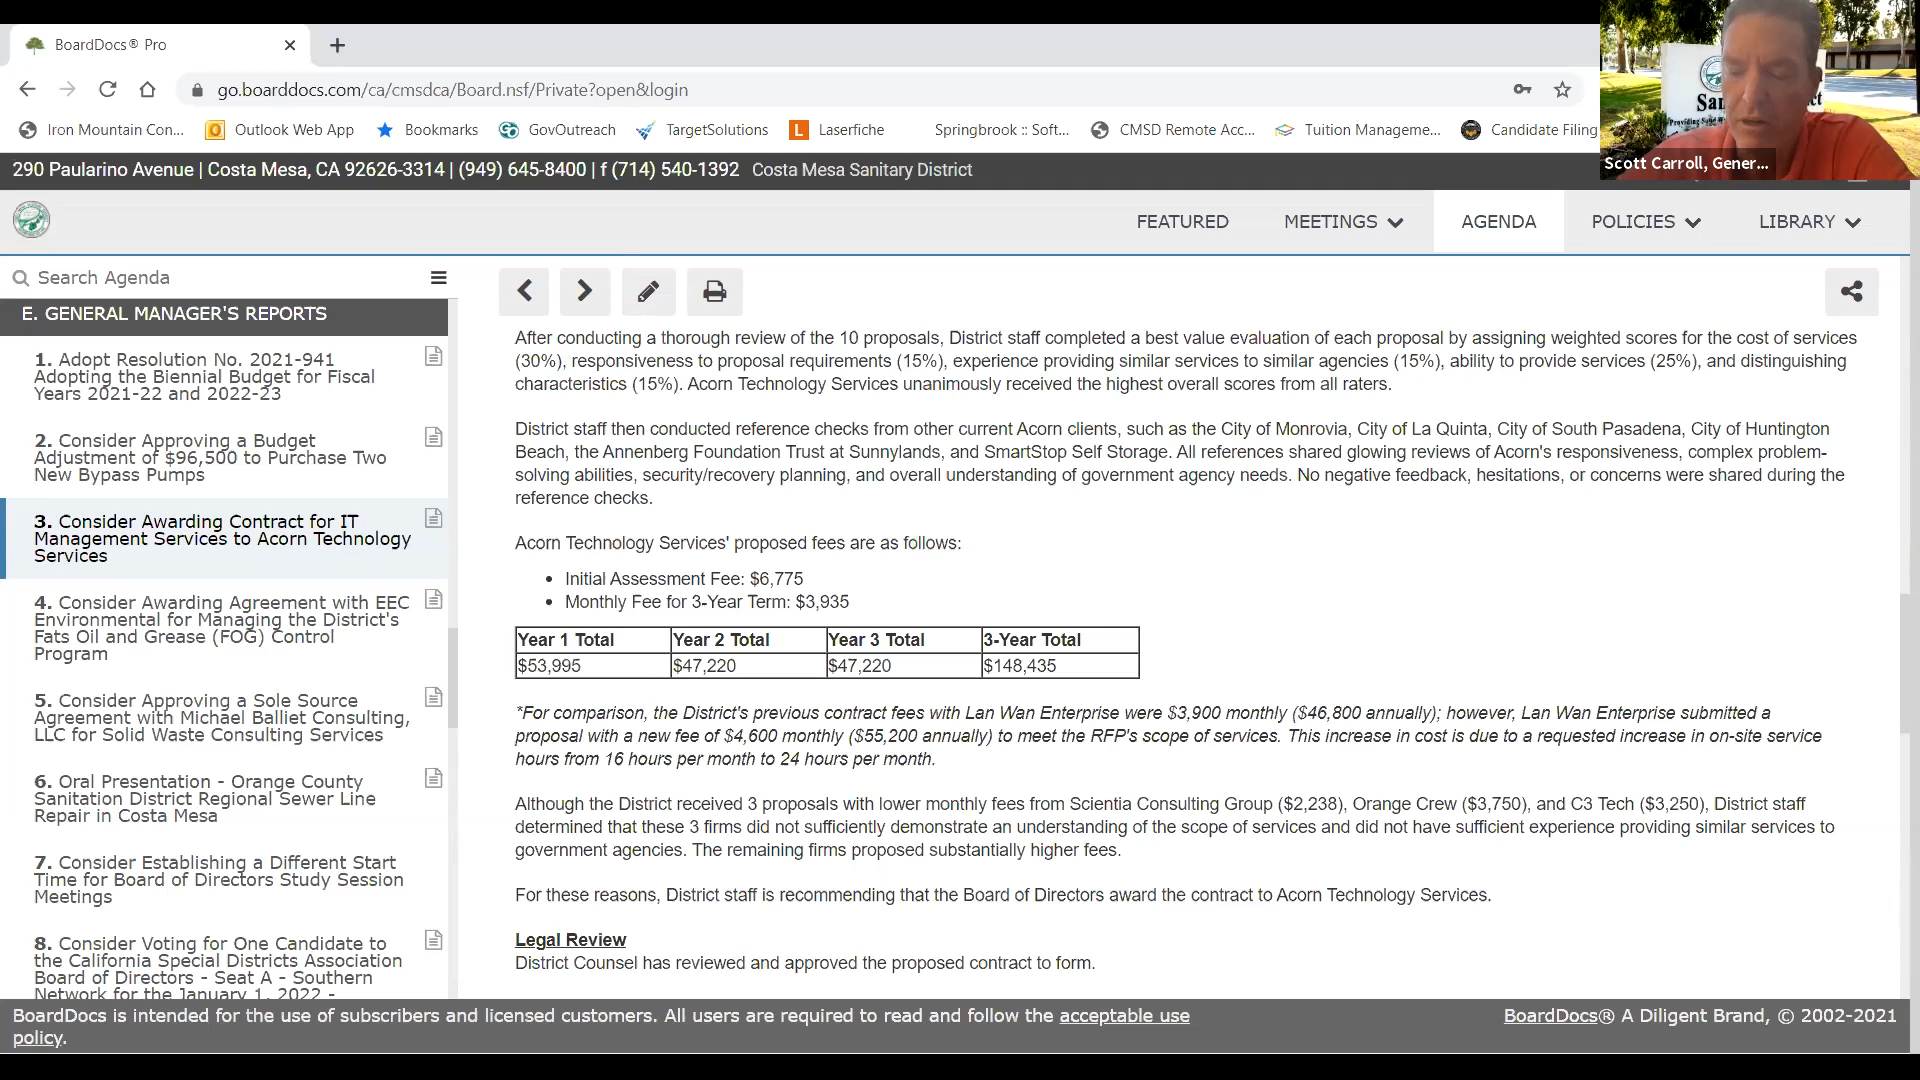 BoardDocs® Pro
go.boarddocs.com/ca/cmsdca/Board.nsf/Private?open&login
Iron Mountain Con... Outlook Web App Bookmarks GovOutreach TargetSolutions Laserfiche Springbrook :: Soft... CMSD Remote Acc... Tuition Manageme... Candidate Filing
Scott Carroll, Gener...
290 Paularino Avenue | Costa Mesa, CA 92626-3314 | (949) 645-8400 | f (714) 540-1392 Costa Mesa Sanitary District
FEATURED MEETINGS AGENDA POLICIES LIBRARY
Search Agenda
E. GENERAL MANAGER'S REPORTS
1. Adopt Resolution No. 2021-941
Adopting the Biennial Budget for Fiscal
Years 2021-22 and 2022-23
2. Consider Approving a Budget
Adjustment of $96,500 to Purchase Two
New Bypass Pumps
3. Consider Awarding Contract for IT
Management Services to Acorn Technology
Services
4. Consider Awarding Agreement with EEC
Environmental for Managing the District's
Fats Oil and Grease (FOG) Control
Program
5. Consider Approving a Sole Source
Agreement with Michael Balliet Consulting,
LLC for Solid Waste Consulting Services
6. Oral Presentation - Orange County
Sanitation District Regional Sewer Line
Repair in Costa Mesa
7. Consider Establishing a Different Start
Time for Board of Directors Study Session
Meetings
8. Consider Voting for One Candidate to
the California Special Districts Association
Board of Directors - Seat A - Southern
Network for the January 1, 2022 -
After conducting a thorough review of the 10 proposals, District staff completed a best value evaluation of each proposal by assigning weighted scores for the cost of services
(30%), responsiveness to proposal requirements (15%), experience providing similar services to similar agencies (15%), ability to provide services (25%), and distinguishing
characteristics (15%). Acorn Technology Services unanimously received the highest overall scores from all raters.
District staff then conducted reference checks from other current Acorn clients, such as the City of Monrovia, City of La Quinta, City of South Pasadena, City of Huntington
Beach, the Annenberg Foundation Trust at Sunnylands, and SmartStop Self Storage. All references shared glowing reviews of Acorn's responsiveness, complex problem-
solving abilities, security/recovery planning, and overall understanding of government agency needs. No negative feedback, hesitations, or concerns were shared during the
reference checks.
Acorn Technology Services' proposed fees are as follows:
• Initial Assessment Fee: $6,775
• Monthly Fee for 3-Year Term: $3,935
Year 1 Total Year 2 Total Year 3 Total 3-Year Total
$53,995 $47,220 $47,220 $148,435
*For comparison, the District's previous contract fees with Lan Wan Enterprise were $3,900 monthly ($46,800 annually); however, Lan Wan Enterprise submitted a
proposal with a new fee of $4,600 monthly ($55,200 annually) to meet the RFP's scope of services. This increase in cost is due to a requested increase in on-site service
hours from 16 hours per month to 24 hours per month.
Although the District received 3 proposals with lower monthly fees from Scientia Consulting Group ($2,238), Orange Crew ($3,750), and C3 Tech ($3,250), District staff
determined that these 3 firms did not sufficiently demonstrate an understanding of the scope of services and did not have sufficient experience providing similar services to
government agencies. The remaining firms proposed substantially higher fees.
For these reasons, District staff is recommending that the Board of Directors award the contract to Acorn Technology Services.
Legal Review
District Counsel has reviewed and approved the proposed contract to form.
BoardDocs is intended for the use of subscribers and licensed customers. All users are required to read and follow the acceptable use
policy.
BoardDocs® A Diligent Brand, © 2002-2021